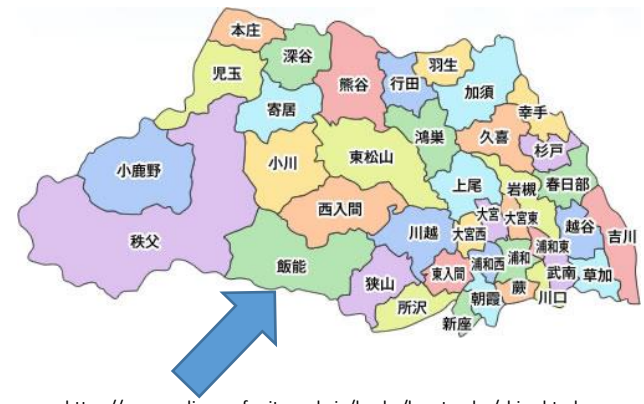 本庄
深谷
児玉
熊谷
行田
羽生
加須
寄居
幸手
鴻巣
久喜
杉戸
小川
東松山
小鹿野
上尾
岩槻
春日部
西入間
大宮
大宮東
川越
大宮西
越谷
吉川
秩父
浦和東
飯能
浦和西
浦和
東入間
武南
草加
狭山
蕨
川口
所沢
朝霞
新座